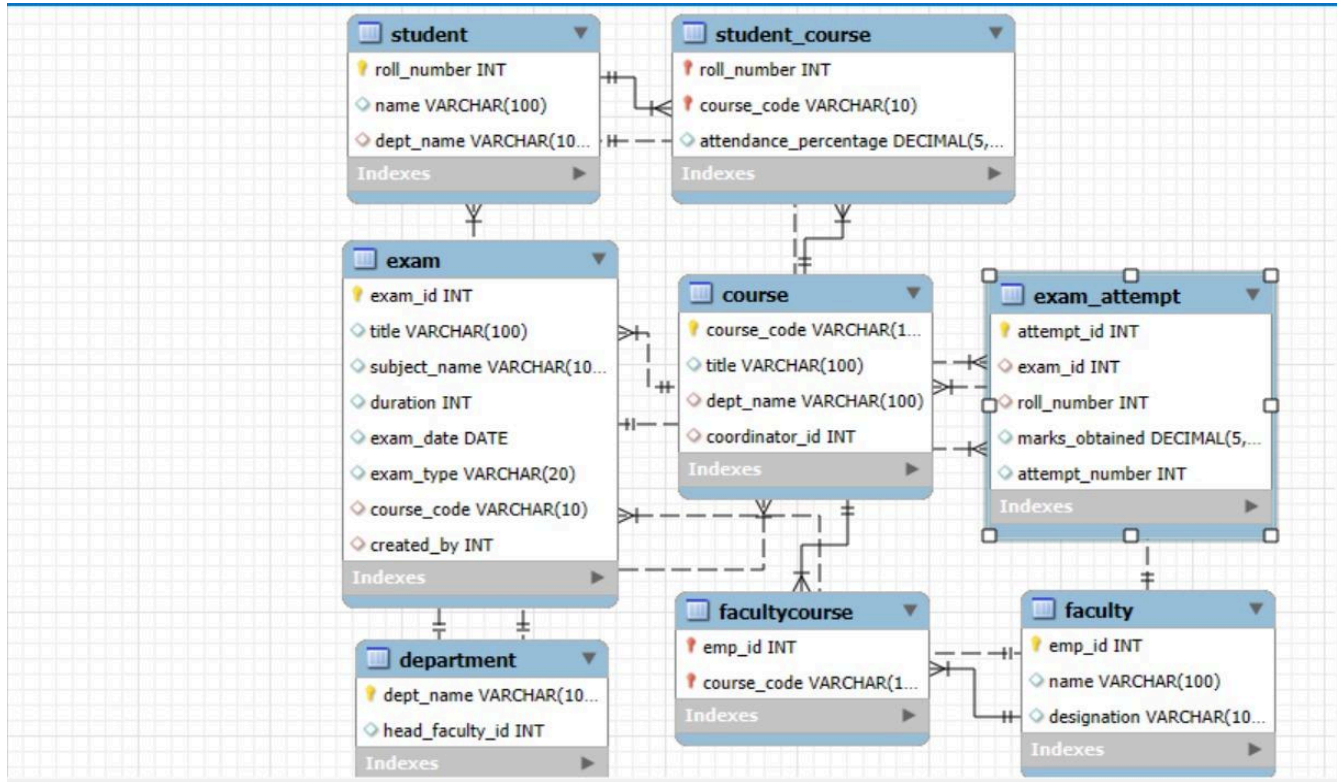 student
roll_number INT
name VARCHAR(100)
dept_name VARCHAR(10...
Indexes
student_course
roll_number INT
course_code VARCHAR(10)
attendance_percentage DECIMAL(5,...
Indexes
exam
exam_id INT
title VARCHAR(100)
subject_name VARCHAR(10...
duration INT
exam_date DATE
exam_type VARCHAR(20)
course_code VARCHAR(10)
created_by INT
Indexes
course
course_code VARCHAR(1...
title VARCHAR(100)
dept_name VARCHAR(100)
coordinator_id INT
Indexes
exam_attempt
attempt_id INT
exam_id INT
roll_number INT
marks_obtained DECIMAL(5,...
attempt_number INT
Indexes
department
dept_name VARCHAR(10...
head_faculty_id INT
Indexes
facultycourse
emp_id INT
course_code VARCHAR(1...
Indexes
faculty
emp_id INT
name VARCHAR(100)
designation VARCHAR(10...
Indexes